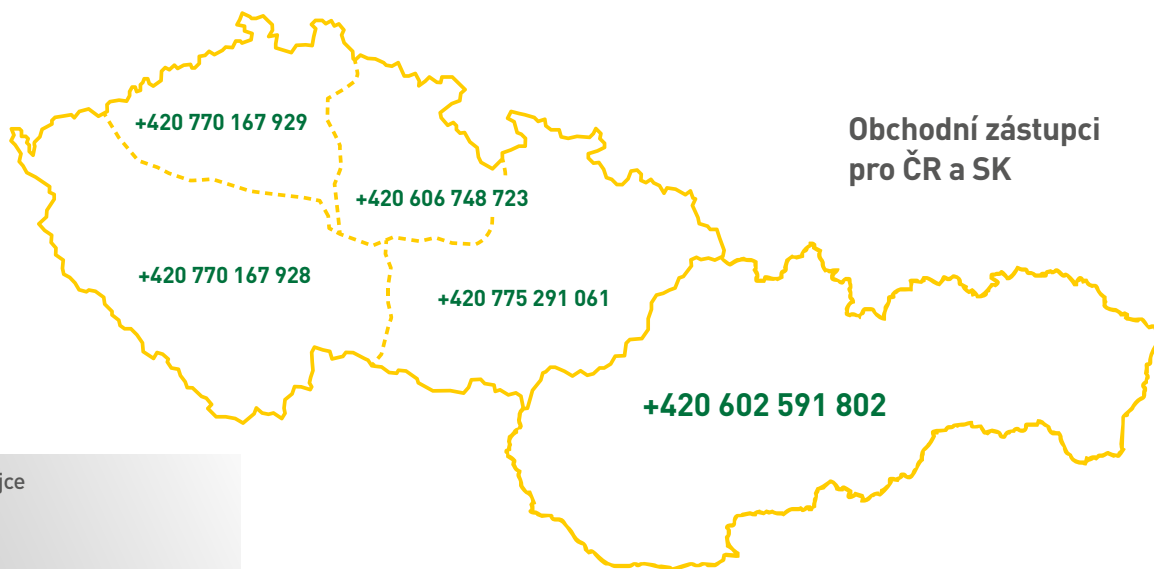 +420 770 167 929
Obchodní zástupci
pro ČR a SK
+420 606 748 723
+420 770 167 928
+420 775 291 061
+420 602 591 802